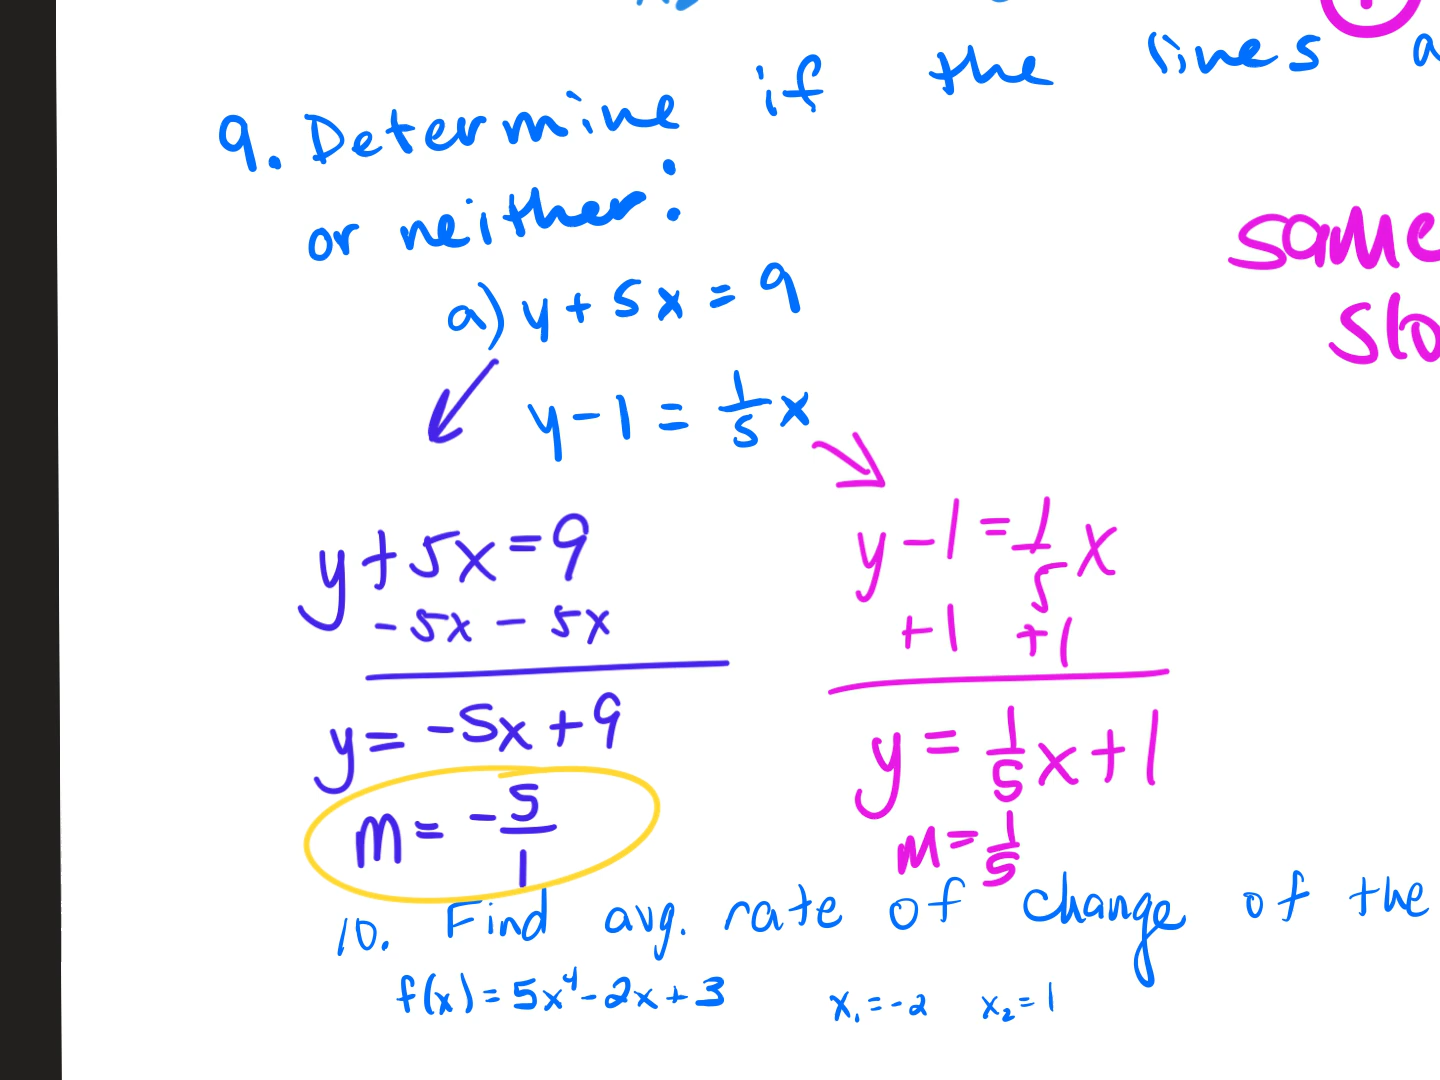 9. Determine if the lines
or neither:
same
a) y + 5x = 9
y - 1 = 1/5 x
y + 5x = 9
- 5x - 5x
y = -5x + 9
m = -5/1
y - 1 = 1/5 x
+1 +1
y = 1/5 x + 1
m = 1/5
10. Find avg. rate of change of the
f(x) = 5x⁴ - 2x + 3 x₁ = -2 x₂ = 1